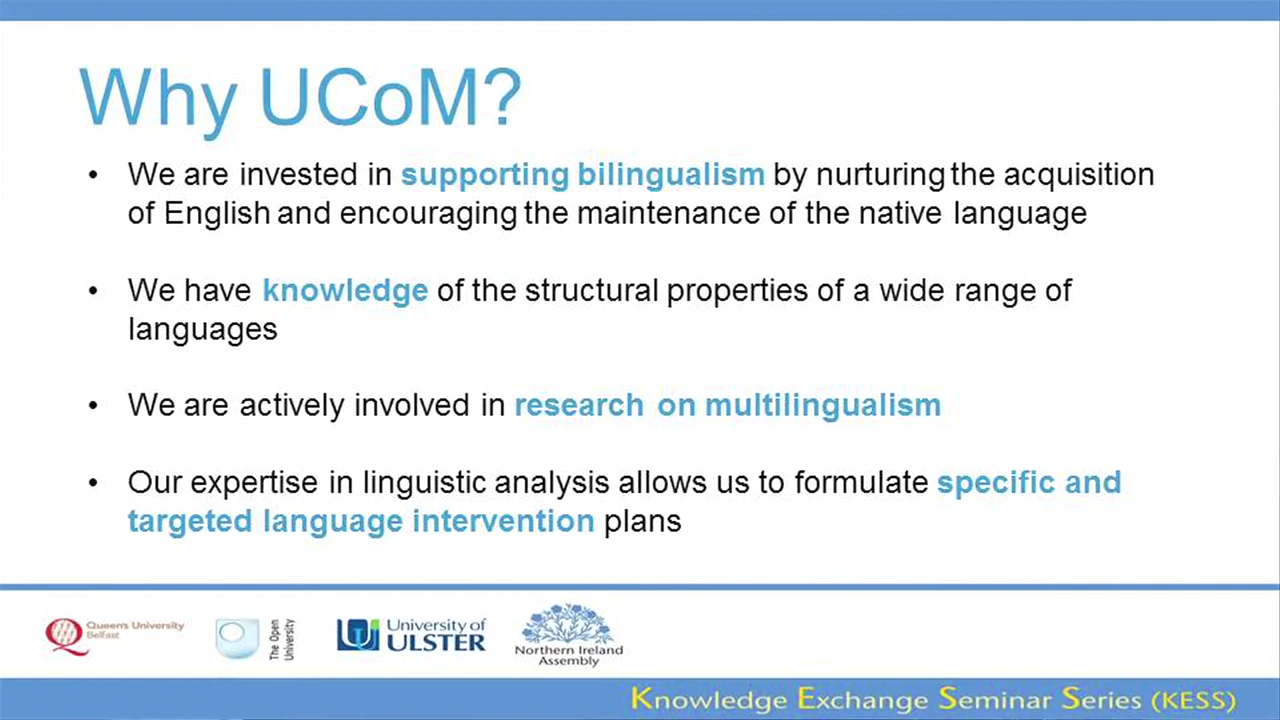 Why UCoM?
• We are invested in supporting bilingualism by nurturing the acquisition
of English and encouraging the maintenance of the native language
• We have knowledge of the structural properties of a wide range of
languages
• We are actively involved in research on multilingualism
• Our expertise in linguistic analysis allows us to formulate specific and
targeted language intervention plans
Queen's University
Belfast
The Open
University
University of
ULSTER
Northern Ireland
Assembly
Knowledge Exchange Seminar Series (KESS)